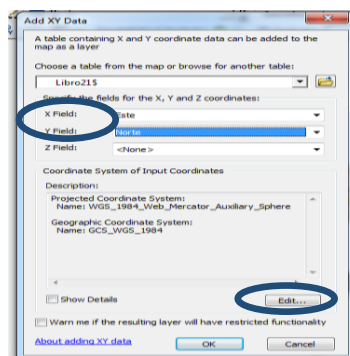 Add XY Data
A table containing X and Y coordinate data can be added to the
map as a layer
Choose a table from the map or browse for another table:
Libro21$
Specify the fields for the X, Y and Z coordinates:
X Field: Este
Y Field: Norte
Z Field: <None>
Coordinate System of Input Coordinates
Description:
Projected Coordinate System:
Name: WGS_1984_Web_Mercator_Auxiliary_Sphere
Geographic Coordinate System:
Name: GCS_WGS_1984
Show Details Edit...
Warn me if the resulting layer will have restricted functionality
About adding XY data OK Cancel